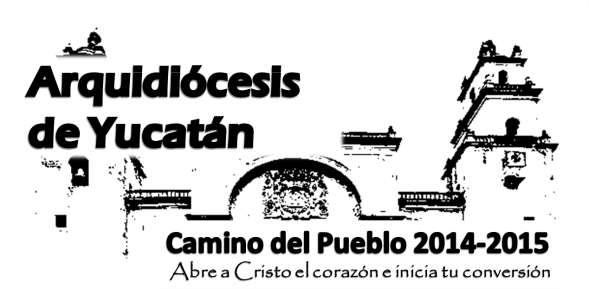 Arquidiócesis
de Yucatán
Camino del Pueblo 2014-2015
Abre a Cristo el corazón e inicia tu conversión